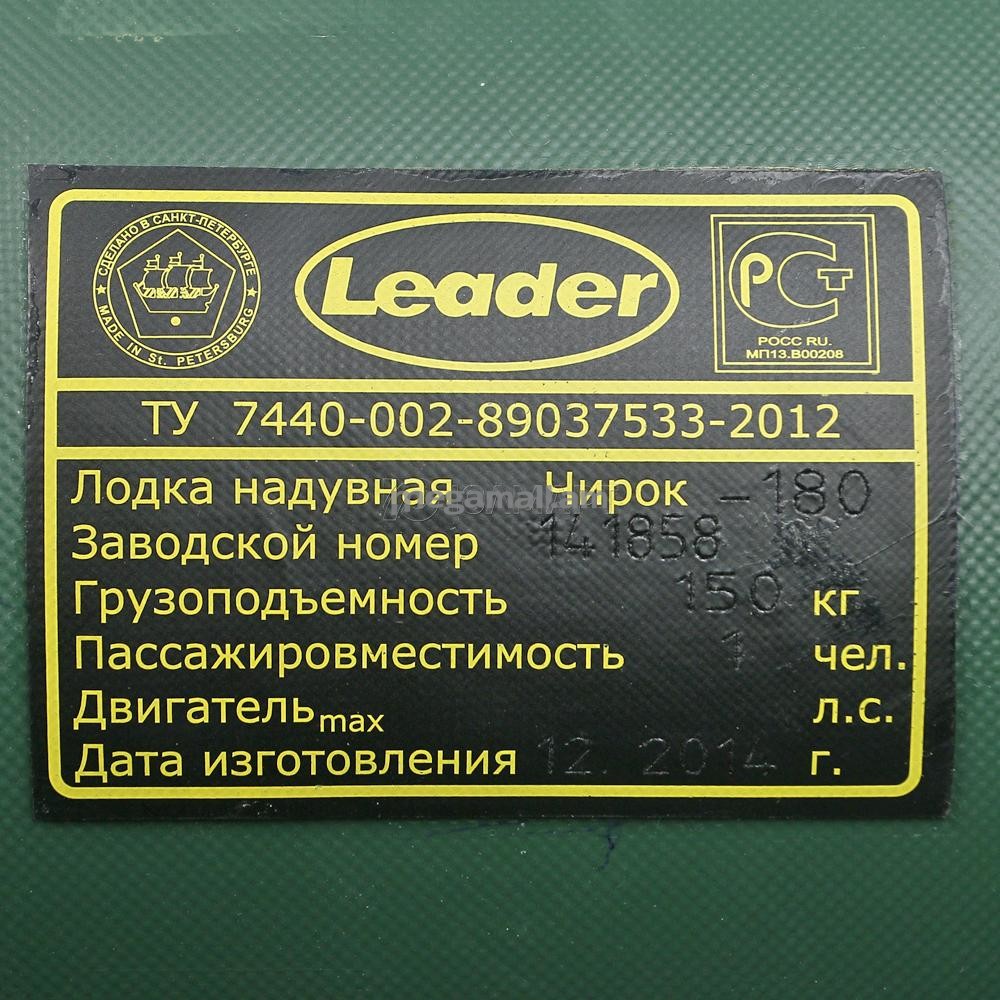 СДЕЛАНО В САНКТ-ПЕТЕРБУРГЕ
MADE IN St. PETERSBURG
Leader
РСТ
РОСС RU.
МП13.В00208
ТУ 7440-002-89037533-2012
Лодка надувная Чирок -180
Заводской номер 141858
Грузоподъемность 150 кг
Пассажировместимость 1 чел.
Двигатель max л.с.
Дата изготовления 12. 2014 г.